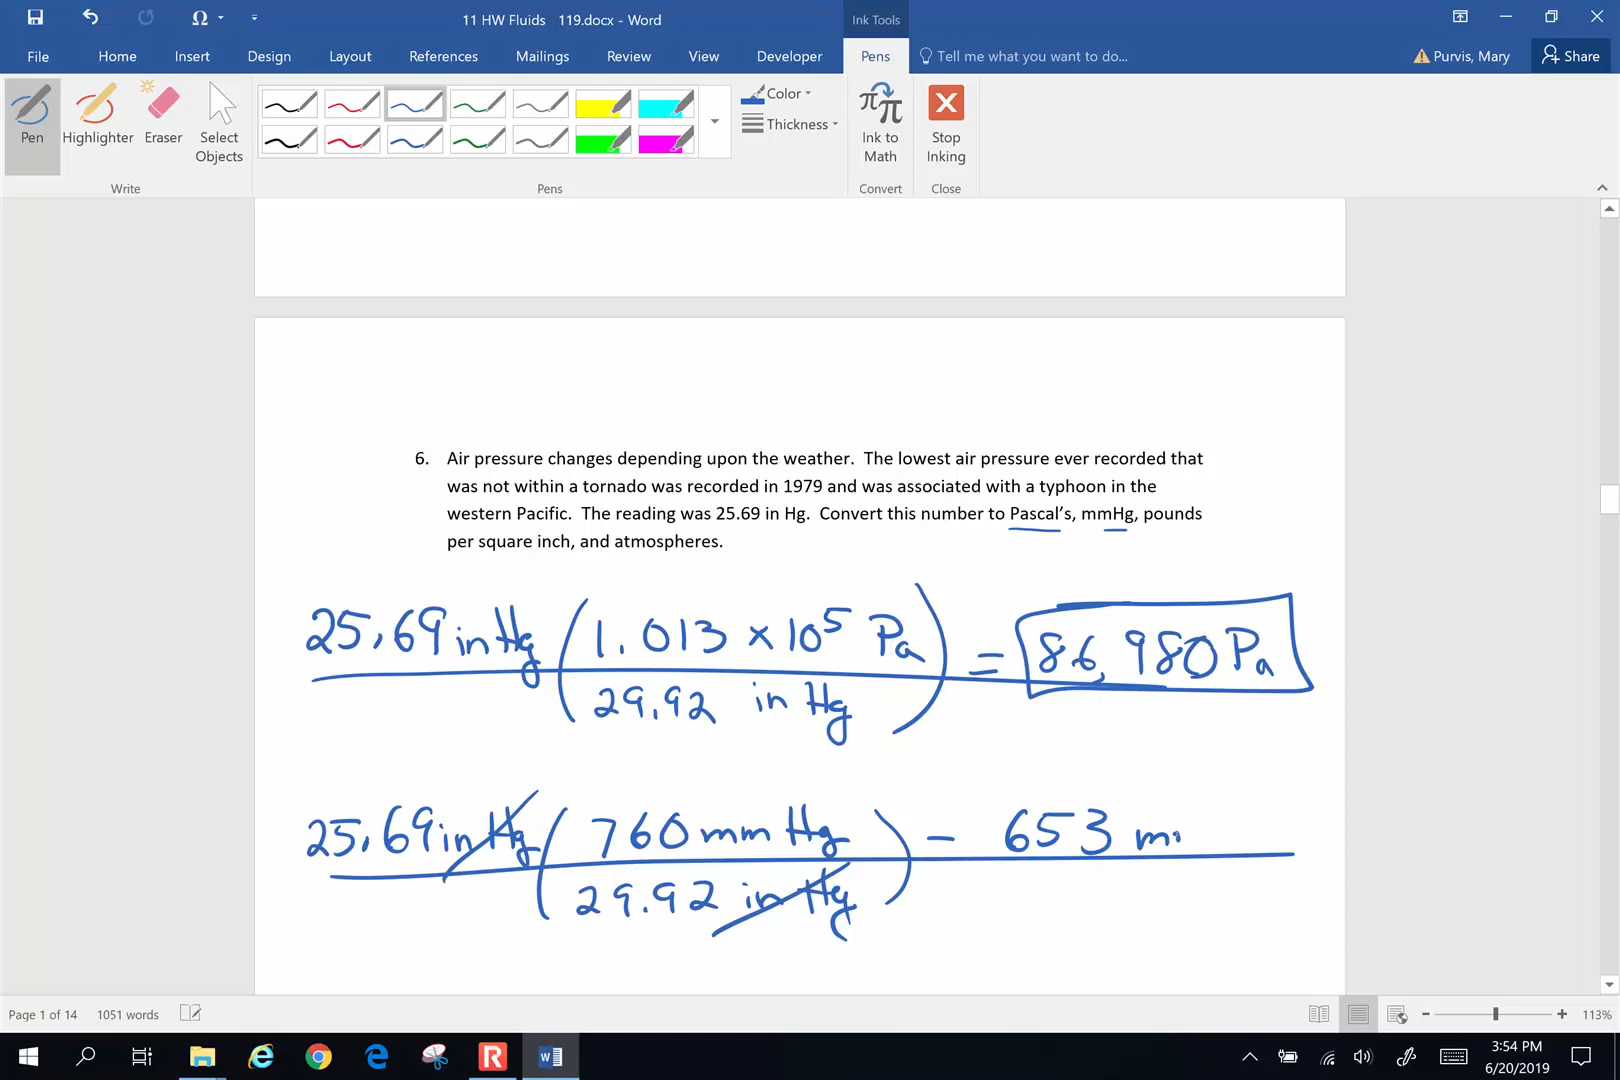 11 HW Fluids 119.docx - Word
Ink Tools
File Home Insert Design Layout References Mailings Review View Developer Pens Tell me what you want to do... Purvis, Mary Share
Pen Highlighter Eraser Select Objects
Color
Thickness
Ink to Math
Stop Inking
Write Pens Convert Close
6. Air pressure changes depending upon the weather. The lowest air pressure ever recorded that
was not within a tornado was recorded in 1979 and was associated with a typhoon in the
western Pacific. The reading was 25.69 in Hg. Convert this number to Pascal's, mmHg, pounds
per square inch, and atmospheres.
25.69 in Hg ( 1.013 × 10⁵ Pa = 86,980 Pa
29.92 in Hg )
25.69 in Hg ( 760 mm Hg ) - 653 m
29.92 in Hg
Page 1 of 14 1051 words 113%
3:54 PM
6/20/2019